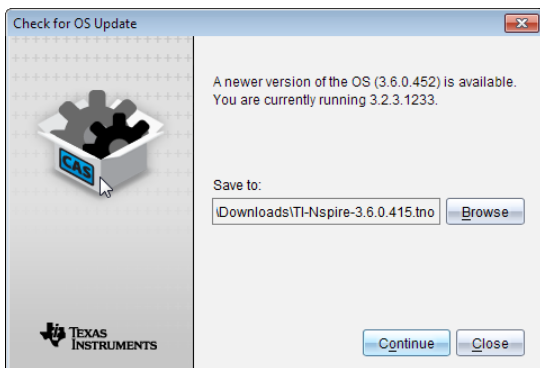 Check for OS Update
A newer version of the OS (3.6.0.452) is available.
You are currently running 3.2.3.1233.
CAS
Save to:
\Downloads\TI-Nspire-3.6.0.415.tno
Browse
TEXAS
INSTRUMENTS
Continue
Close